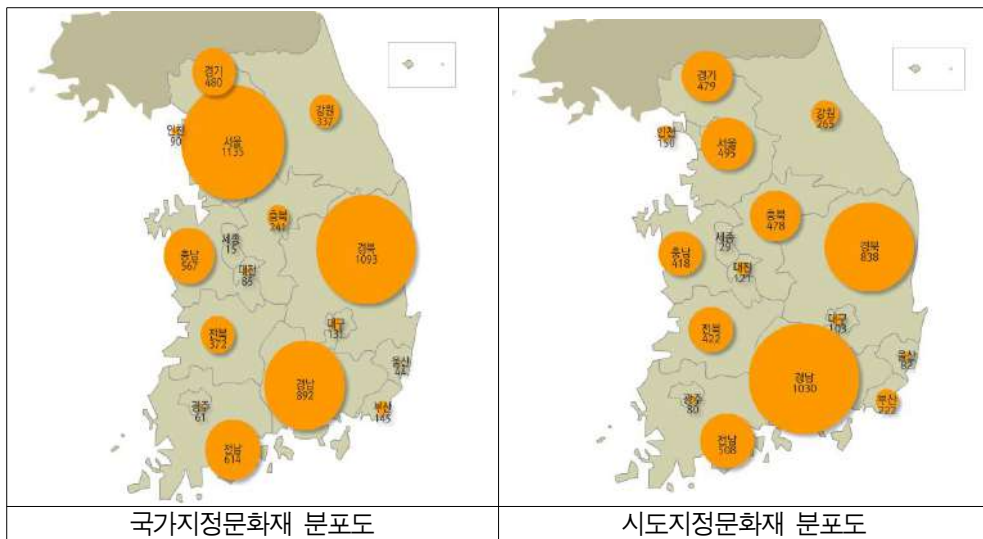 경기
480
강원
337
인천
90
서울
1133
충북
241
세종
15
충남
567
대전
85
경북
1093
전북
372
대구
131
울산
44
경남
892
광주
61
부산
145
전남
614
국가지정문화재 분포도
경기
479
강원
265
인천
150
서울
495
충북
478
세종
29
충남
418
대전
121
경북
838
전북
422
대구
103
울산
82
경남
1030
광주
80
부산
222
전남
508
시도지정문화재 분포도